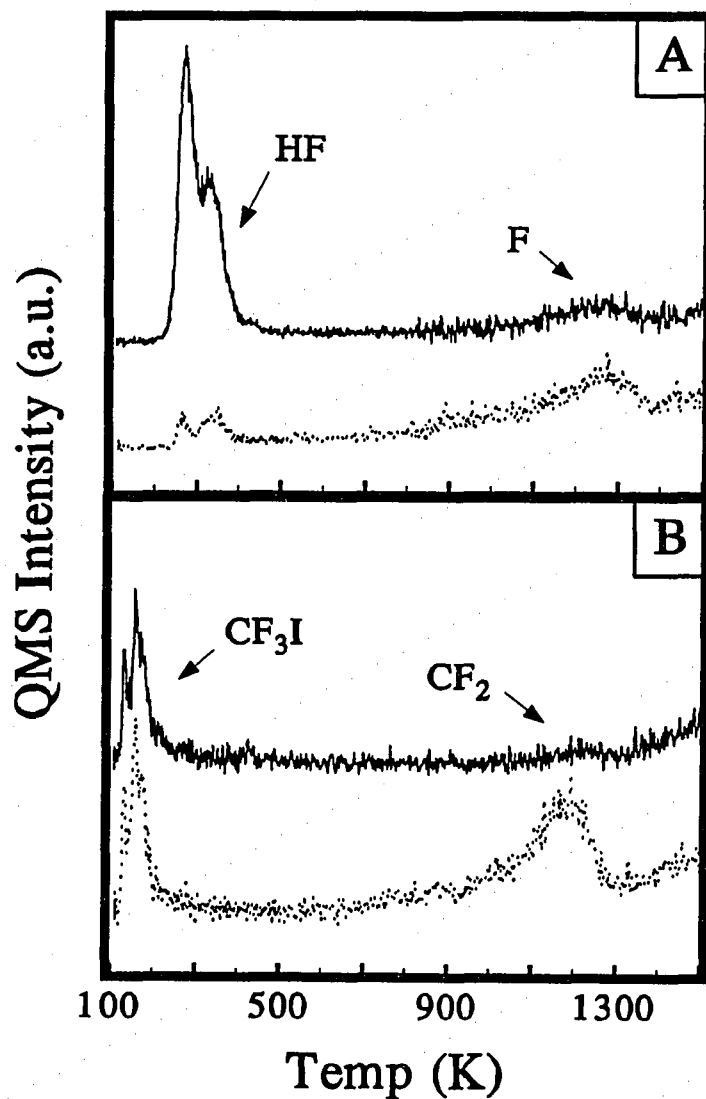 A
HF
F
QMS Intensity (a.u.)
B
CF₃I
CF₂
100 500 900 1300
Temp (K)